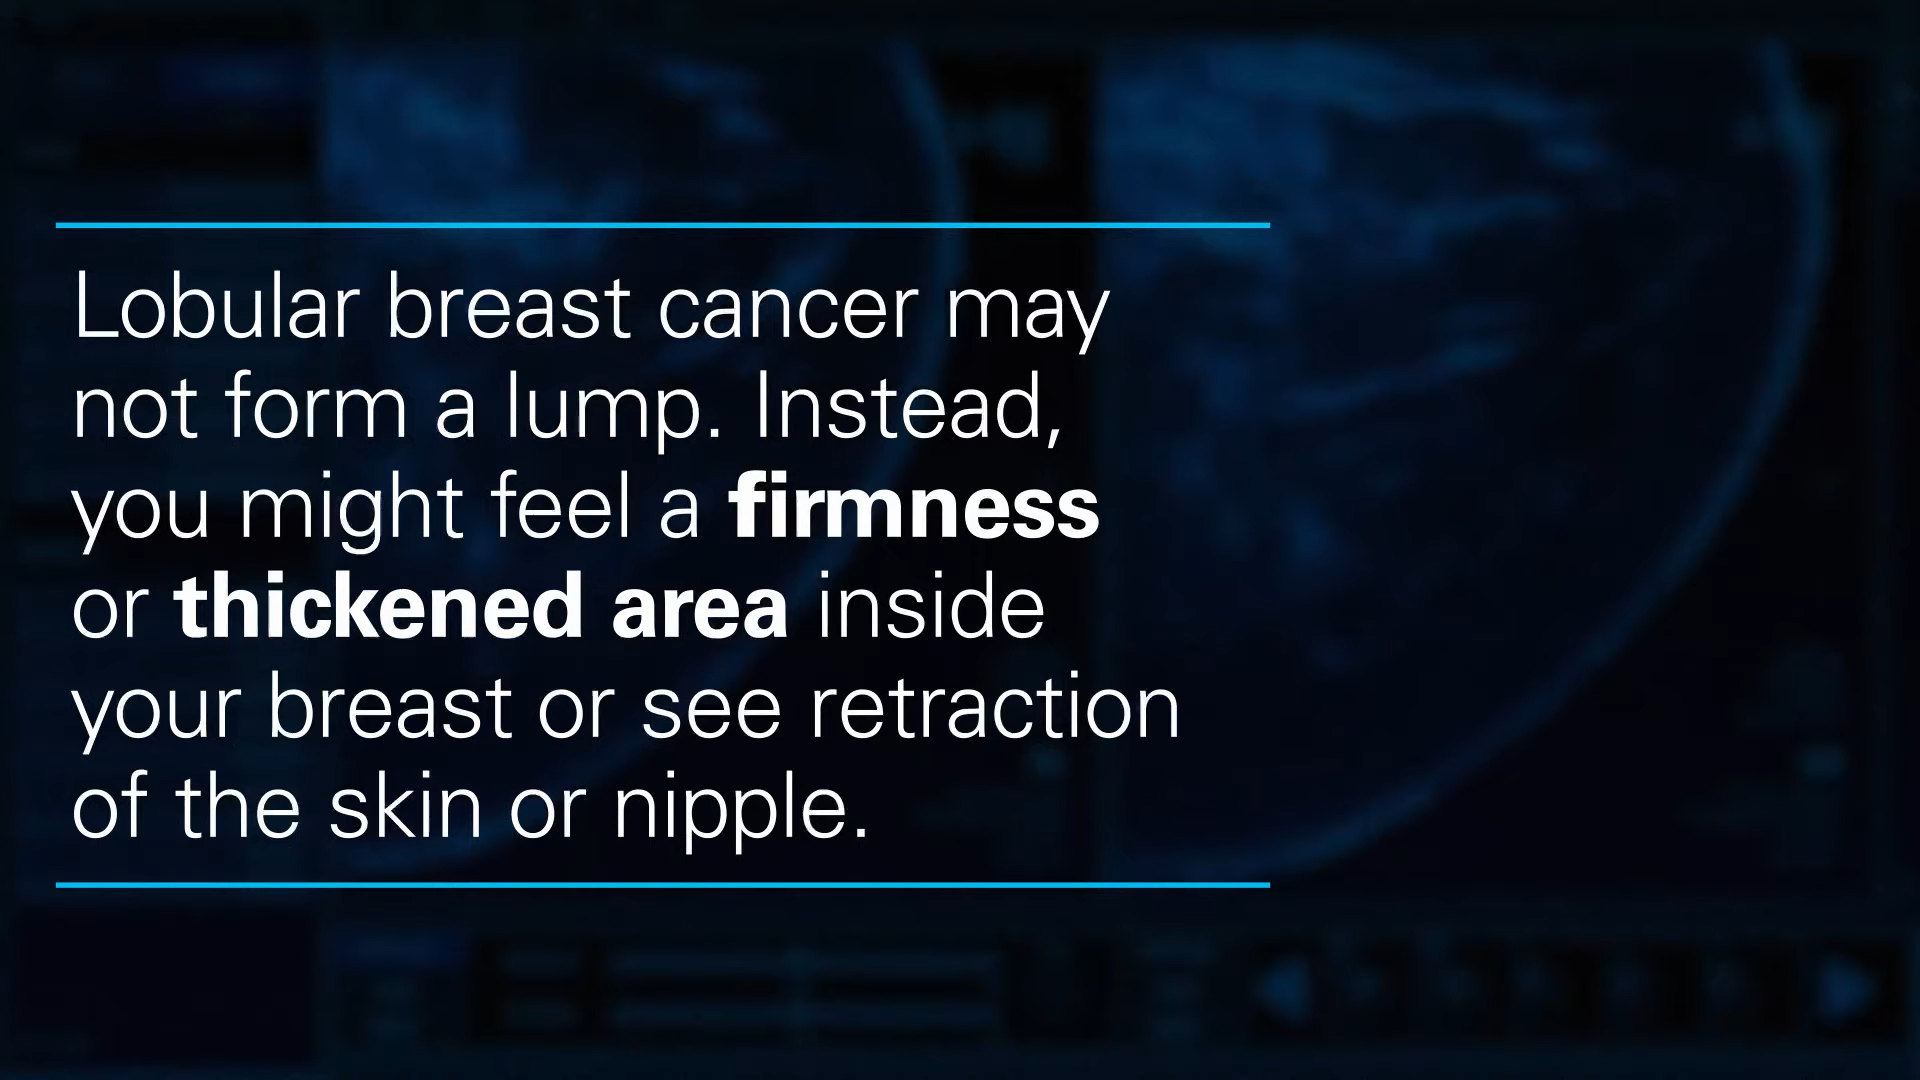 Lobular breast cancer may
not form a lump. Instead,
you might feel a firmness
or thickened area inside
your breast or see retraction
of the skin or nipple.